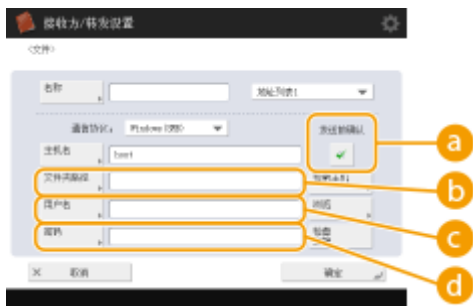 接收方/转发设置
<文件>
名称
地址列表1
通信协议:
Windows (SMB)
发送前确认
主机名
host
文件夹路径
a
b
用户名
浏览
c
密码
d
取消
确定